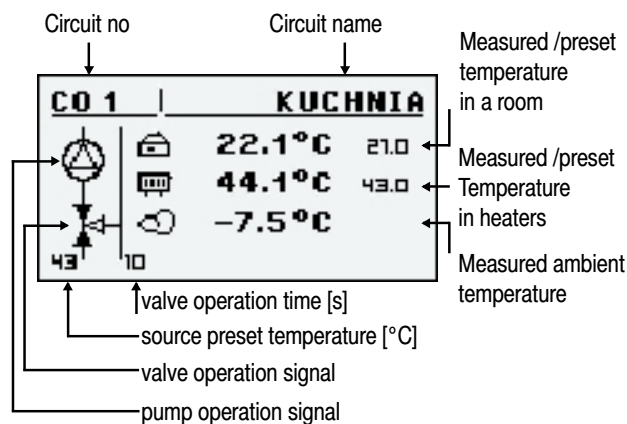 Circuit no
Circuit name
Measured /preset
temperature
in a room
CO 1
KUCHNIA
22.1°C 21.0
44.1°C 43.0
-7.5°C
43 10
Measured /preset
Temperature
in heaters
Measured ambient
temperature
valve operation time [s]
source preset temperature [°C]
valve operation signal
pump operation signal